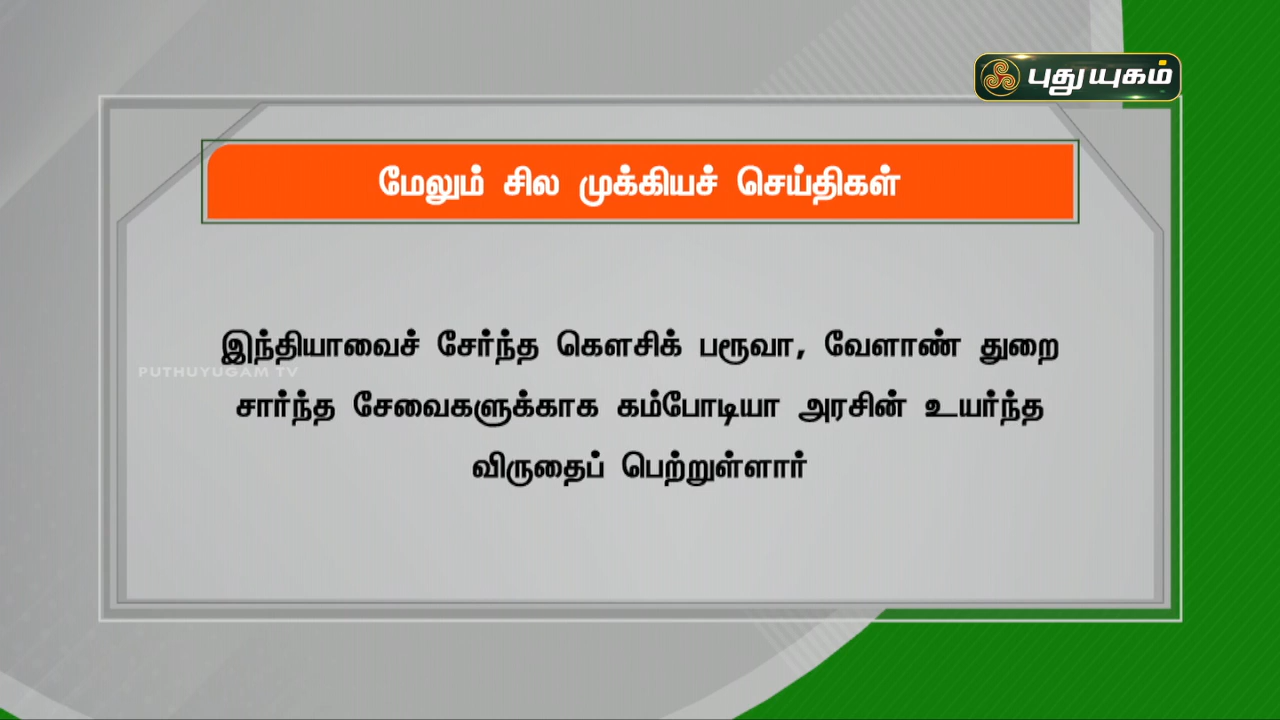 புதுயுகம்
மேலும் சில முக்கியச் செய்திகள்
இந்தியாவைச் சேர்ந்த கௌசிக் பரூவா, வேளாண் துறை
PUTHUYUGAM TV
சார்ந்த சேவைகளுக்காக கம்போடியா அரசின் உயர்ந்த
விருதைப் பெற்றுள்ளார்